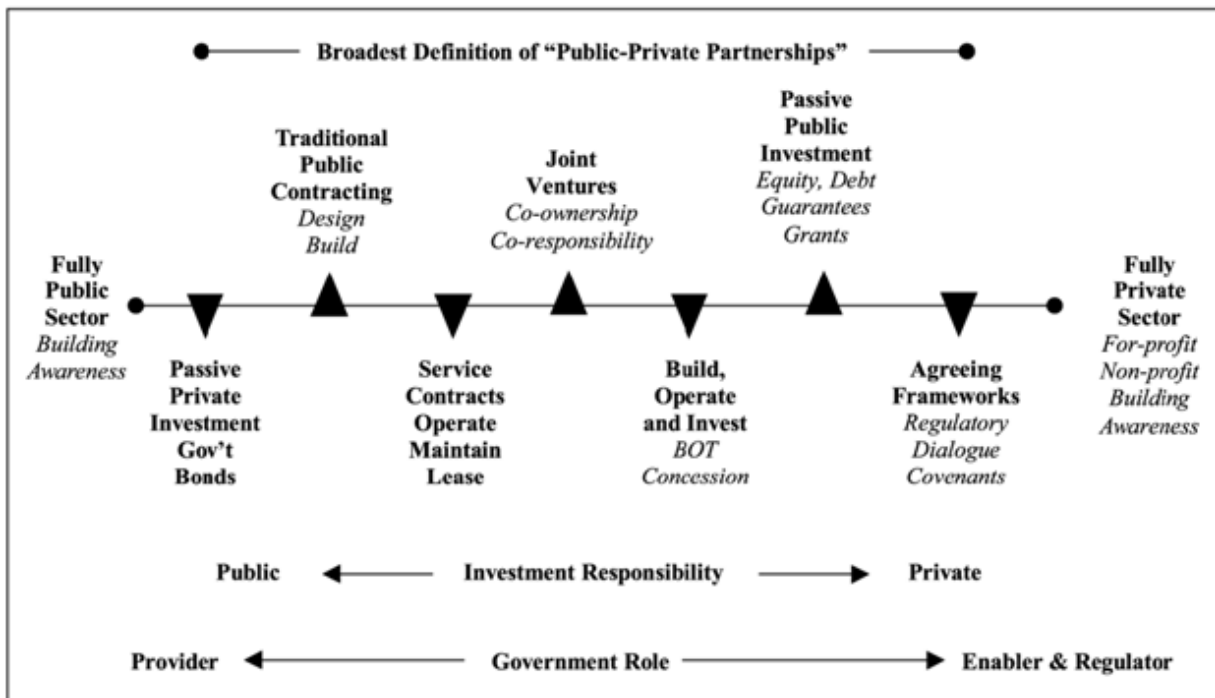 Broadest Definition of “Public-Private Partnerships”
Traditional
Public
Contracting
Design
Build
Joint
Ventures
Co-ownership
Co-responsibility
Passive
Public
Investment
Equity, Debt
Guarantees
Grants
Fully
Public
Sector
Building
Awareness
Fully
Private
Sector
For-profit
Non-profit
Building
Awareness
Passive
Private
Investment
Gov’t
Bonds
Service
Contracts
Operate
Maintain
Lease
Build,
Operate
and Invest
BOT
Concession
Agreeing
Frameworks
Regulatory
Dialogue
Covenants
Public Investment Responsibility Private
Provider Government Role Enabler & Regulator